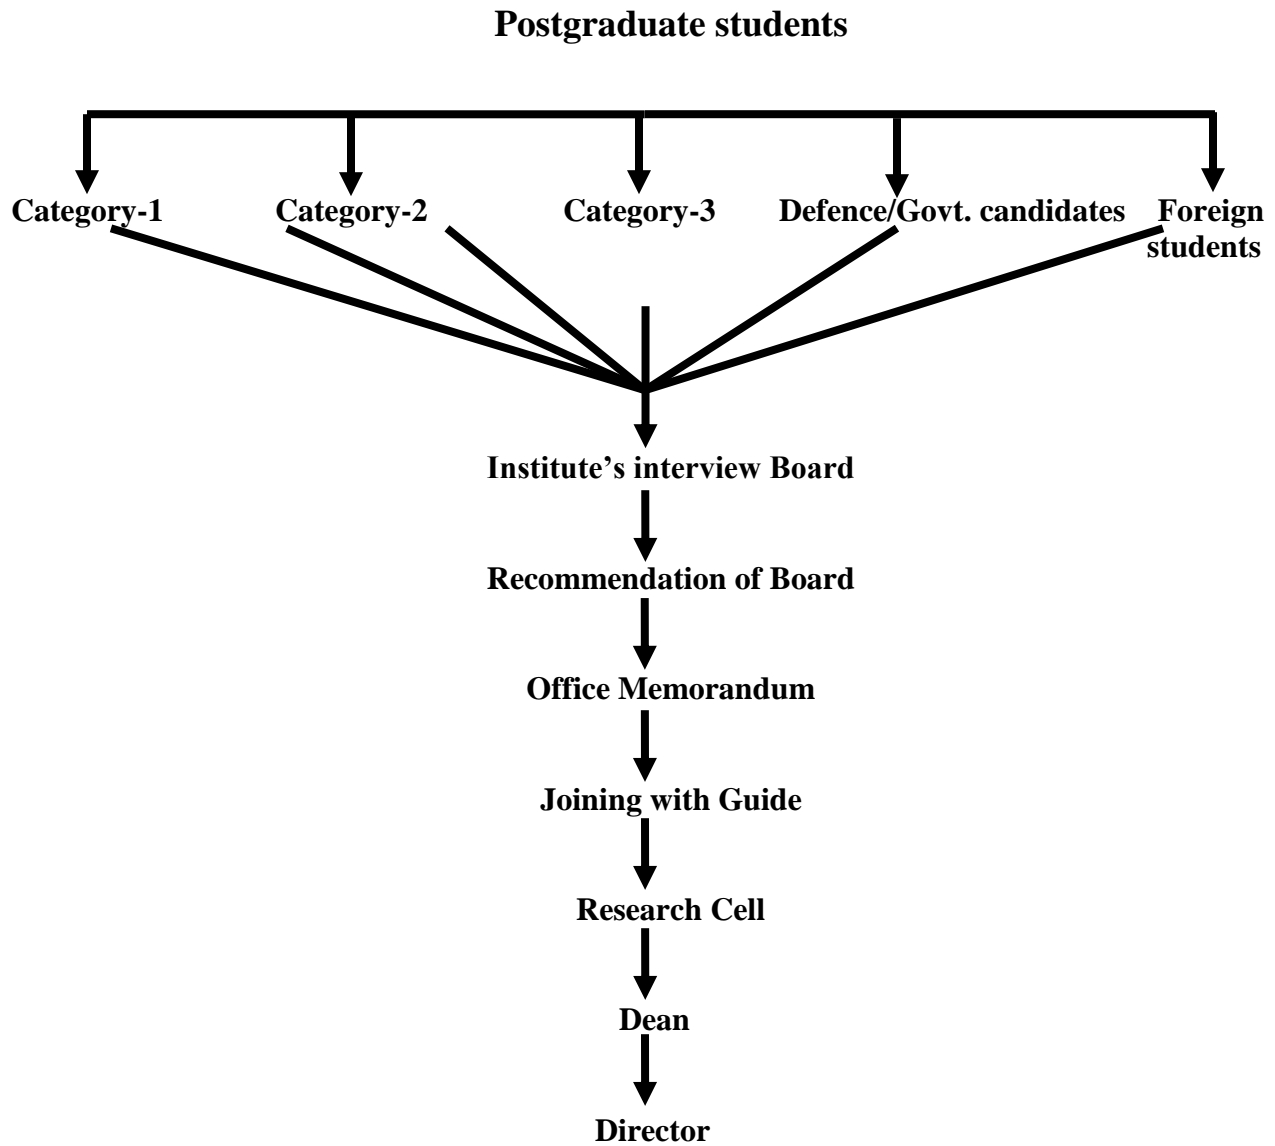 Postgraduate students
Category-1 Category-2 Category-3 Defence/Govt. candidates Foreign
students
Institute’s interview Board
Recommendation of Board
Office Memorandum
Joining with Guide
Research Cell
Dean
Director